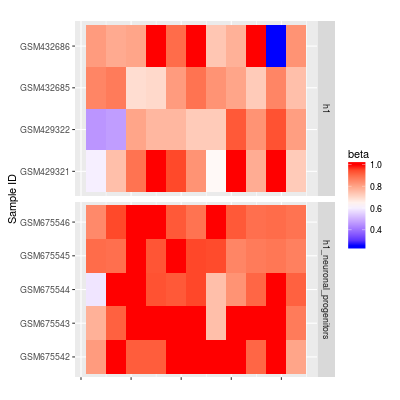 GSM432686
GSM432685
GSM429322
GSM429321
h1
GSM675546
GSM675545
GSM675544
GSM675543
GSM675542
h1_neuronal_progenitors
Sample ID
beta
1.0
0.8
0.6
0.4